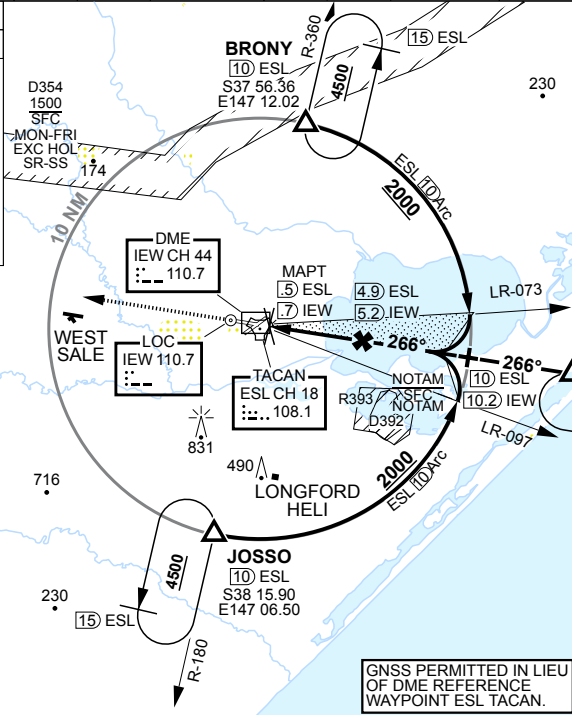 BRONY
10 ESL
S37 56.36
E147 12.02
R-360
15 ESL
4500
230
D354
1500
SFC
MON-FRI
EXC HOL
SR-SS
174
10 NM
ESL 10 Arc
2000
DME
IEW CH 44
110.7
MAPT
.5 ESL
.7 IEW
4.9 ESL
5.2 IEW
LR-073
WEST
SALE
LOC
IEW 110.7
266°
266°
TACAN
ESL CH 18
108.1
NOTAM
SEC
NOTAM
R393
D392
10 ESL
10.2 IEW
LR-097
831
490
LONGFORD
HELI
2000
ESL 10 Arc
716
JOSSO
10 ESL
S38 15.90
E147 06.50
4500
230
15 ESL
R-180
GNSS PERMITTED IN LIEU
OF DME REFERENCE
WAYPOINT ESL TACAN.